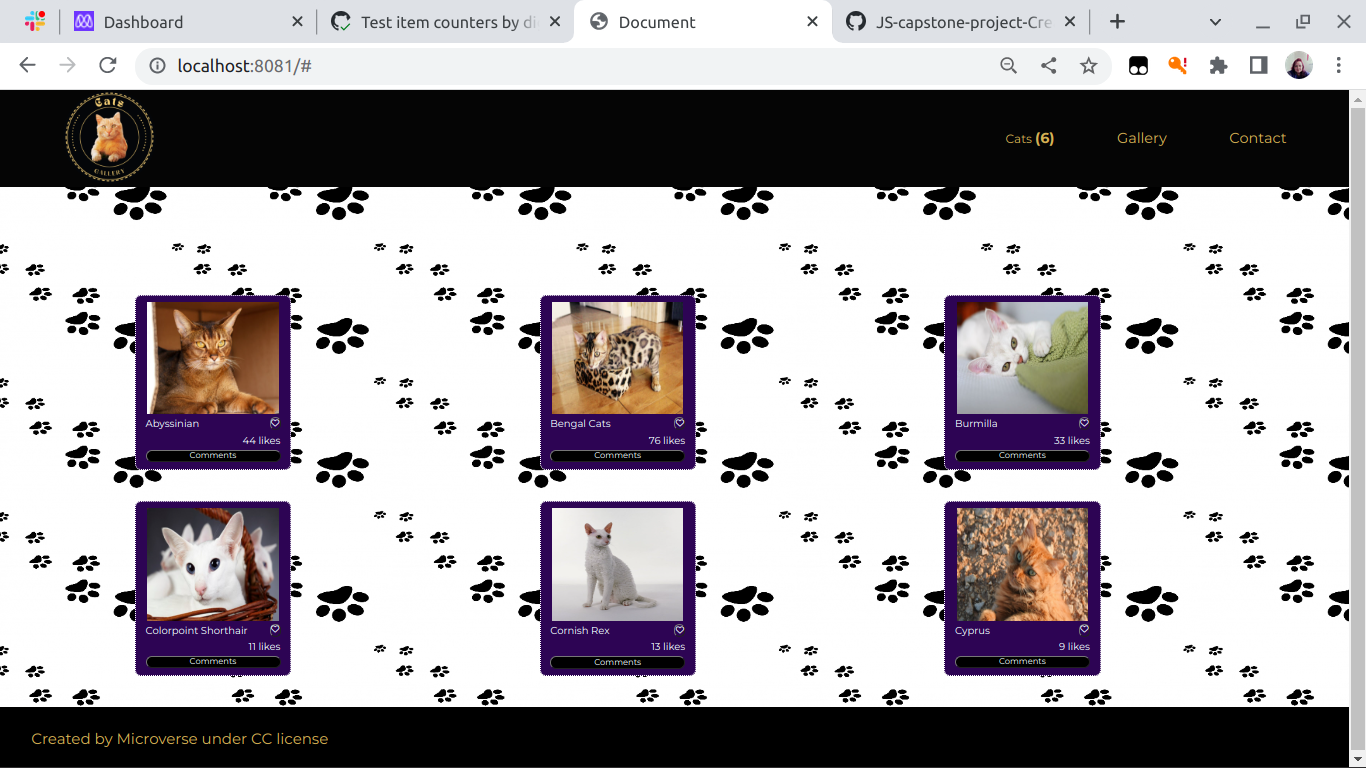 Dashboard
Test item counters by di
Document
JS-capstone-project-Cre
localhost:8081/#
Cats
GALLERY
Cats (6)
Gallery
Contact
Abyssinian
44 likes
Comments
Bengal Cats
76 likes
Comments
Burmilla
33 likes
Comments
Colorpoint Shorthair
11 likes
Comments
Cornish Rex
13 likes
Comments
Cyprus
9 likes
Comments
Created by Microverse under CC license